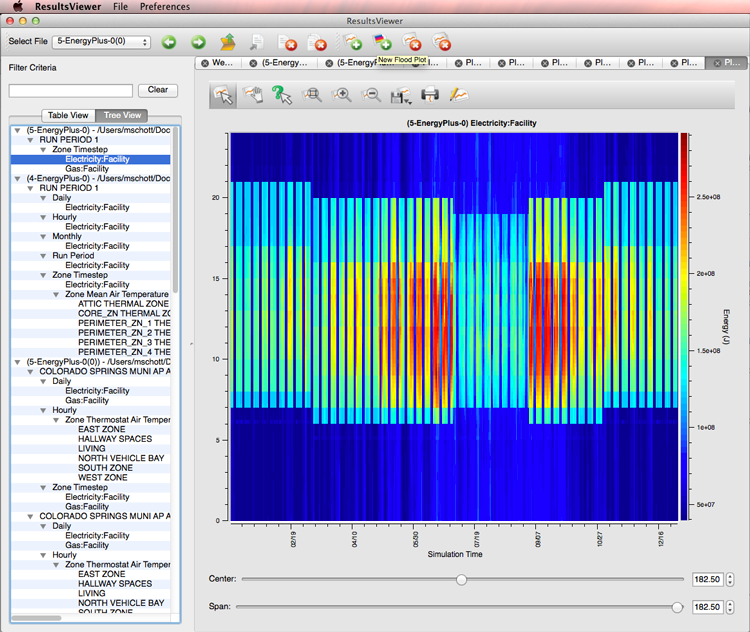 ResultsViewer File Preferences
ResultsViewer
Select File 5-EnergyPlus-0(0)
New Flood Plot
Filter Criteria
Clear
Table View Tree View
We... (5-Energy... (5-Energy Pl... Pl... Pl... Pl... Pl... Pl... Pl...
(5-EnergyPlus-0) - /Users/mschott/Doc
RUN PERIOD 1
Zone Timestep
Electricity:Facility
Gas:Facility
(4-EnergyPlus-0) - /Users/mschott/Doc
RUN PERIOD 1
Daily
Electricity:Facility
Hourly
Electricity:Facility
Monthly
Electricity:Facility
Run Period
Electricity:Facility
Zone Timestep
Electricity:Facility
Zone Mean Air Temperature
ATTIC THERMAL ZONE
CORE_ZN THERMAL ZO
PERIMETER_ZN_1 THE
PERIMETER_ZN_2 THE
PERIMETER_ZN_3 THE
PERIMETER_ZN_4 THE
(5-EnergyPlus-0(0)) - /Users/mschott/D
COLORADO SPRINGS MUNI AP A
Daily
Electricity:Facility
Gas:Facility
Hourly
Zone Thermostat Air Temper
EAST ZONE
HALLWAY SPACES
LIVING
NORTH VEHICLE BAY
SOUTH ZONE
WEST ZONE
Zone Timestep
Electricity:Facility
Gas:Facility
COLORADO SPRINGS MUNI AP A
Daily
Electricity:Facility
Gas:Facility
Hourly
Zone Thermostat Air Temper
EAST ZONE
HALLWAY SPACES
LIVING
NORTH VEHICLE BAY
SOUTH ZONE
(5-EnergyPlus-0) Electricity:Facility
20
15
10
5
0
02/19 04/10 05/30 07/19 09/07 10/27 12/16
Simulation Time
2.5e+08
2e+08
1.5e+08
1e+08
5e+07
Energy (J)
Center: 182.50
Span: 182.50